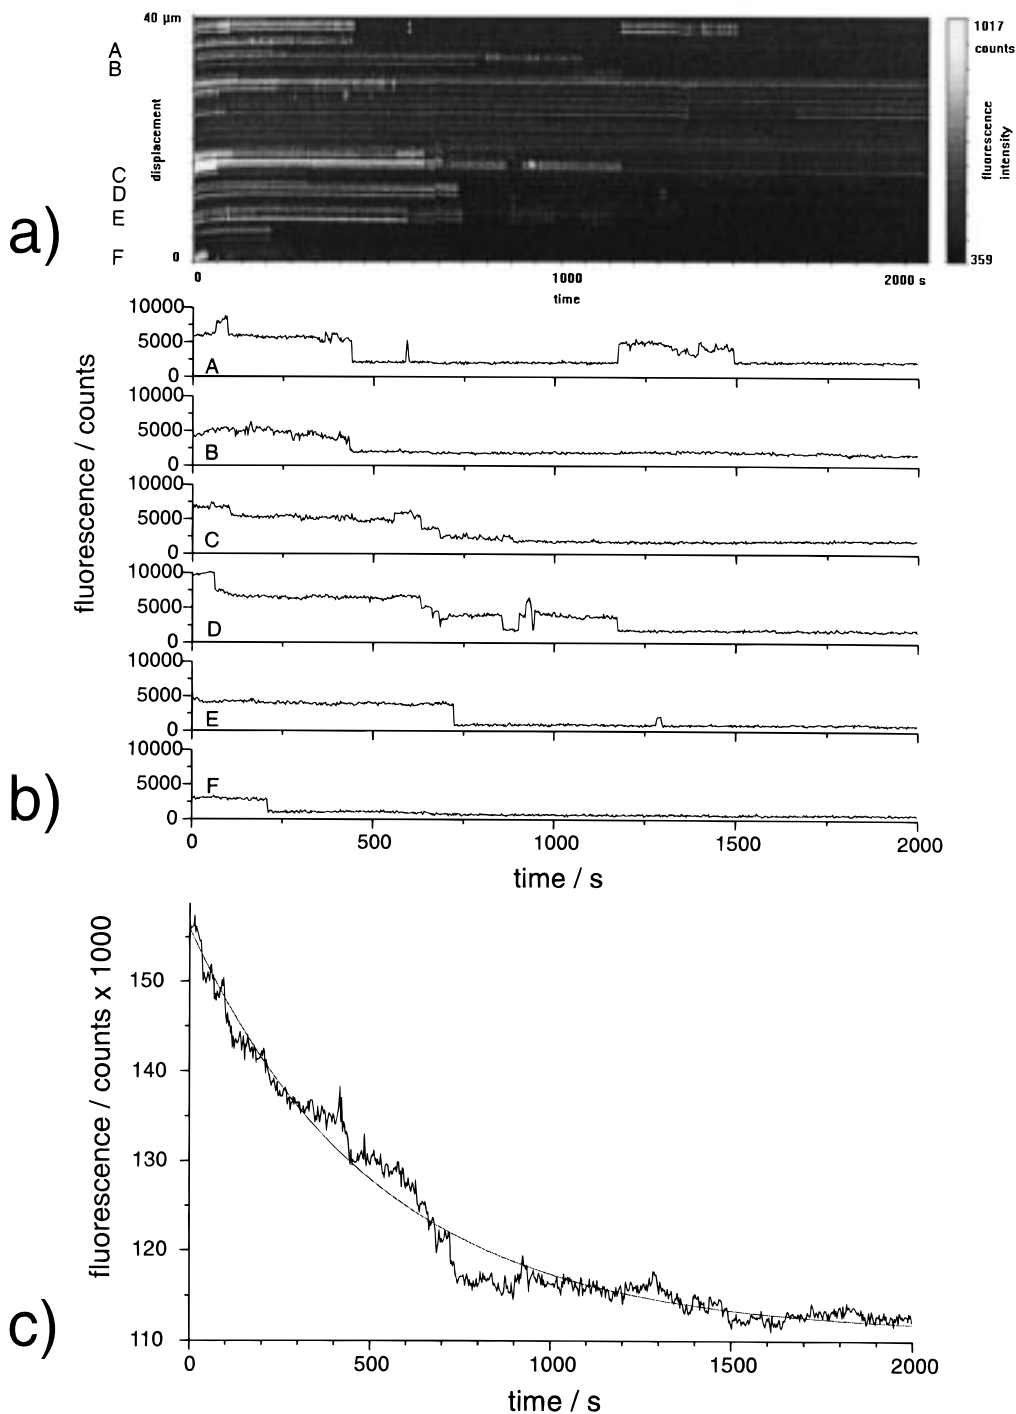 a)
40 μm
A
B
displacement
C
D
E
F
0
0 1000 2000 s
time
1017
counts
fluorescence
intensity
359
b)
fluorescence / counts
10000
5000
0
A
10000
5000
0
B
10000
5000
0
C
10000
5000
0
D
10000
5000
0
E
10000
5000
0
F
0 500 1000 1500 2000
time / s
c)
fluorescence / counts x 1000
150
140
130
120
110
0 500 1000 1500 2000
time / s